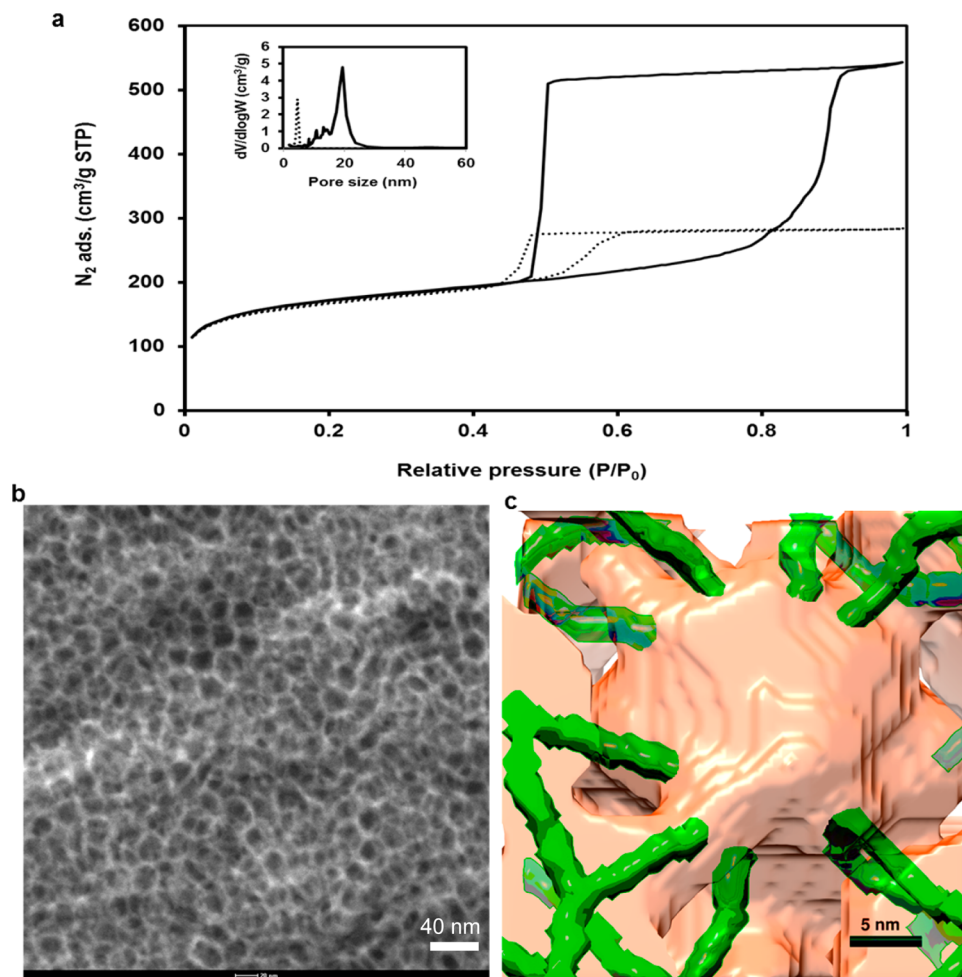 a
600
500
400
300
200
100
0
N₂ ads. (cm³/g STP)
0
0.2
0.4
0.6
0.8
1
Relative pressure (P/P₀)
6
5
4
3
2
1
0
dV/dlogW (cm³/g)
0
20
40
60
Pore size (nm)
b
40 nm
20 nm
c
5 nm